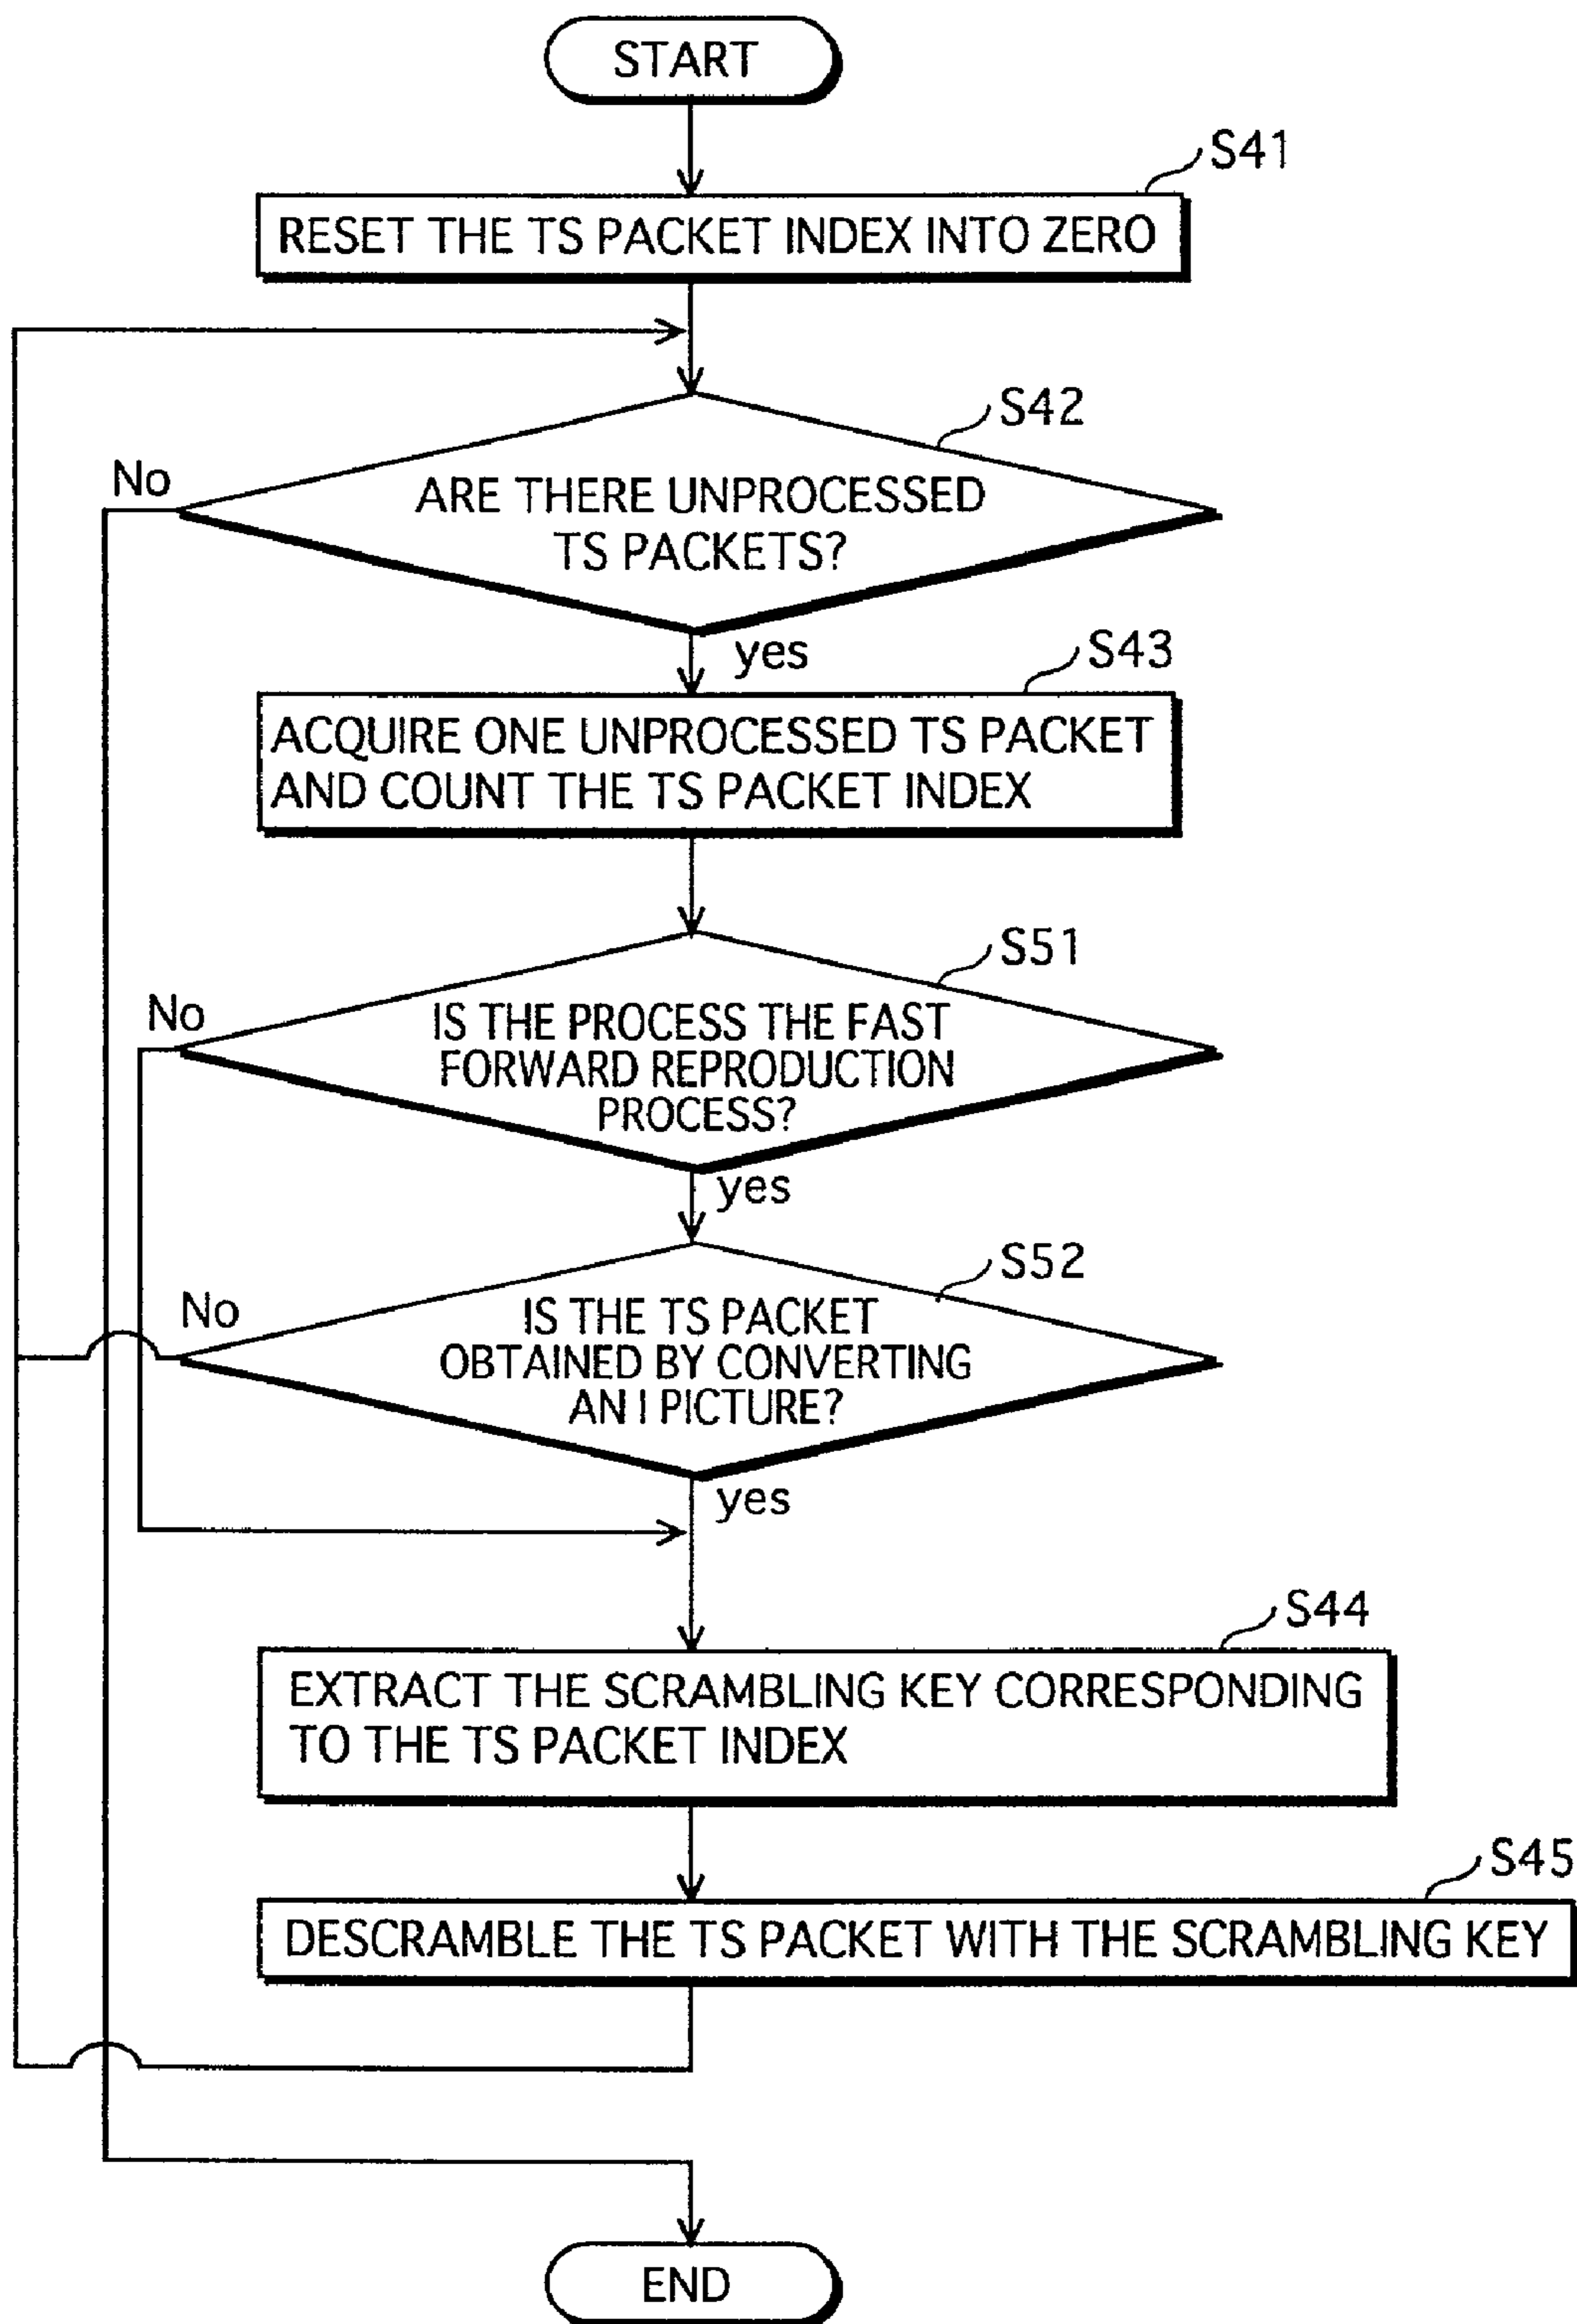 START
S41
RESET THE TS PACKET INDEX INTO ZERO
S42
No
ARE THERE UNPROCESSED
TS PACKETS?
yes
S43
ACQUIRE ONE UNPROCESSED TS PACKET
AND COUNT THE TS PACKET INDEX
S51
No
IS THE PROCESS THE FAST
FORWARD REPRODUCTION
PROCESS?
yes
S52
No
IS THE TS PACKET
OBTAINED BY CONVERTING
AN I PICTURE?
yes
S44
EXTRACT THE SCRAMBLING KEY CORRESPONDING
TO THE TS PACKET INDEX
S45
DESCRAMBLE THE TS PACKET WITH THE SCRAMBLING KEY
END